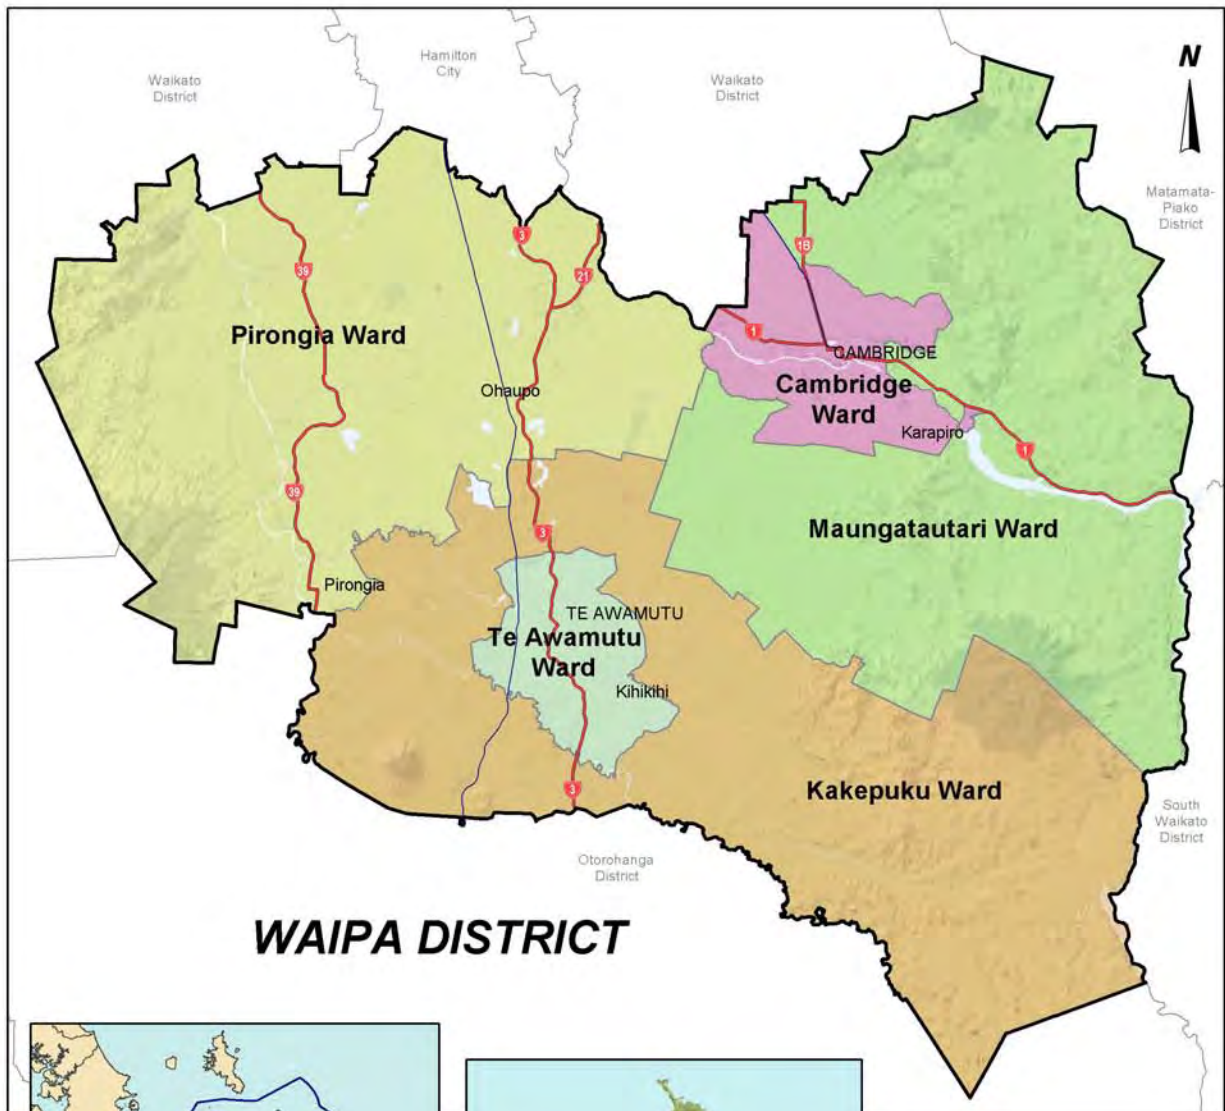 Hamilton
City
Waikato
District
Waikato
District
N
Matamata-
Piako
District
3
1B
39
21
Pirongia Ward
1
CAMBRIDGE
Cambridge
Ward
Ohaupo
Karapiro
1
39
3
Maungatautari Ward
Pirongia
TE AWAMUTU
Te Awamutu
Ward
Kihikihi
3
Kakepuku Ward
South
Waikato
District
Otorohanga
District
WAIPA DISTRICT